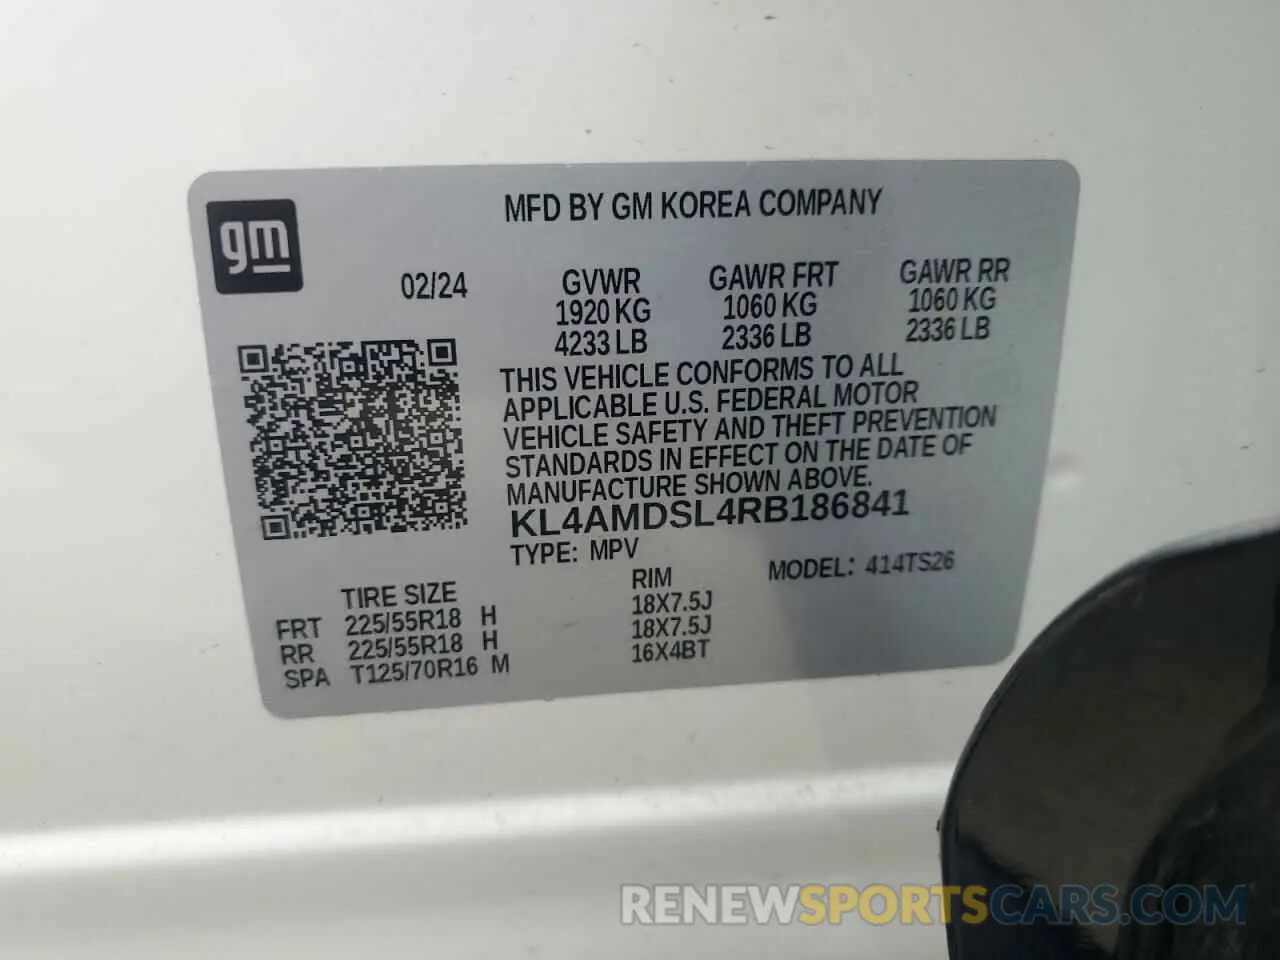 MFD BY GM KOREA COMPANY
gm
02/24
GVWR GAWR FRT GAWR RR
1920 KG 1060 KG 1060 KG
4233 LB 2336 LB 2336 LB
THIS VEHICLE CONFORMS TO ALL
APPLICABLE U.S. FEDERAL MOTOR
VEHICLE SAFETY AND THEFT PREVENTION
STANDARDS IN EFFECT ON THE DATE OF
MANUFACTURE SHOWN ABOVE.
KL4AMDSL4RB186841
TYPE: MPV MODEL: 414TS26
TIRE SIZE RIM
FRT 225/55R18 H 18X7.5J
RR 225/55R18 H 18X7.5J
SPA T125/70R16 M 16X4BT
RENEWSPORTSCARS.COM